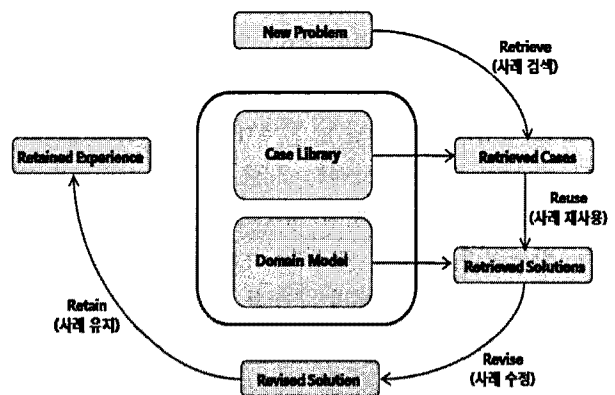 New Problem
Retrieve
(사례 검색)
Case Library
Retained Experience
Retrieved Cases
Reuse
(사례 재사용)
Domain Model
Retrieved Solutions
Retain
(사례 유지)
Revise
(사례 수정)
Revised Solution